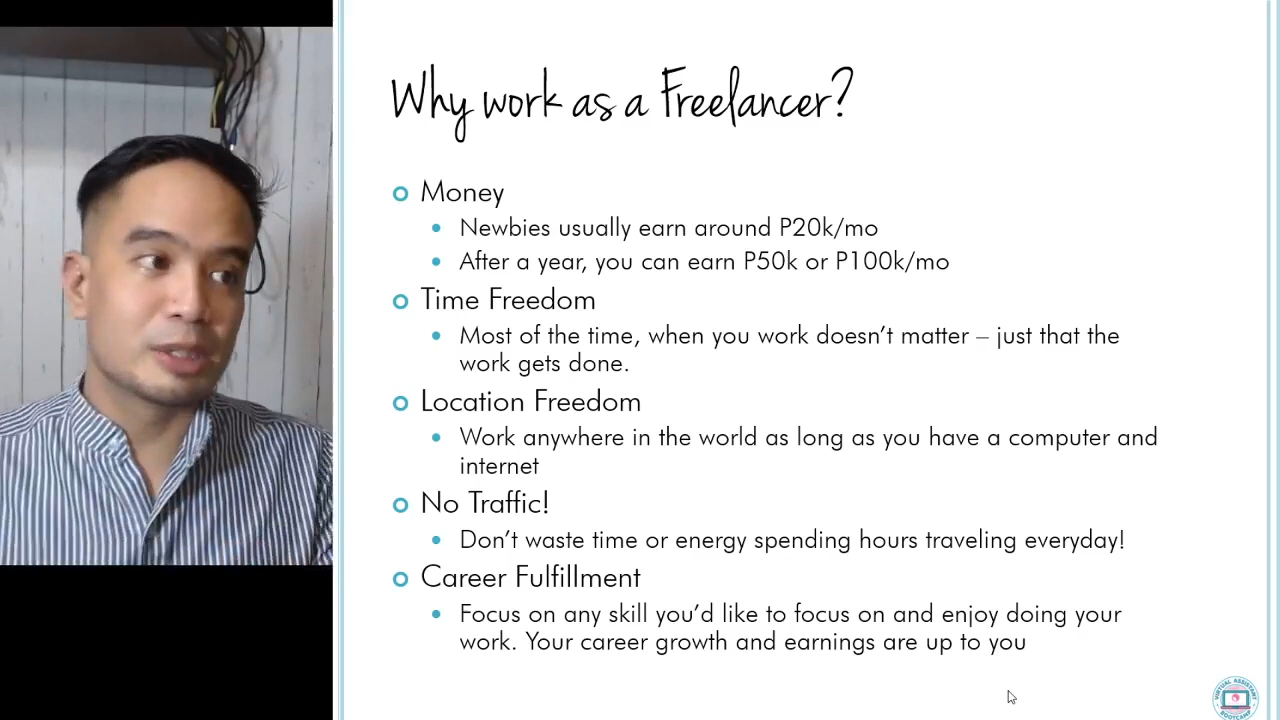 Why work as a Freelancer?
Money
Newbies usually earn around P20k/mo
After a year, you can earn P50k or P100k/mo
Time Freedom
Most of the time, when you work doesn't matter – just that the
work gets done.
Location Freedom
Work anywhere in the world as long as you have a computer and
internet
No Traffic!
Don't waste time or energy spending hours traveling everyday!
Career Fulfillment
Focus on any skill you'd like to focus on and enjoy doing your
work. Your career growth and earnings are up to you
VIRTUAL ASSISTANT
BOOTCAMP